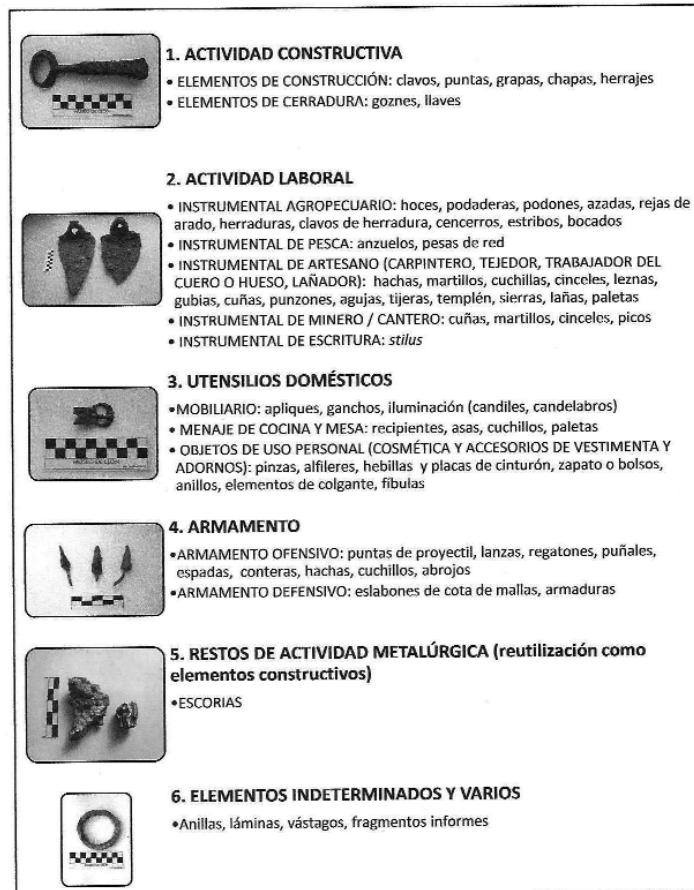 1. ACTIVIDAD CONSTRUCTIVA
• ELEMENTOS DE CONSTRUCCIÓN: clavos, puntas, grapas, chapas, herrajes
• ELEMENTOS DE CERRADURA: goznes, llaves
2. ACTIVIDAD LABORAL
• INSTRUMENTAL AGROPECUARIO: hoces, podaderas, podones, azadas, rejas de
arado, herraduras, clavos de herradura, cencerros, estribos, bocados
• INSTRUMENTAL DE PESCA: anzuelos, pesas de red
• INSTRUMENTAL DE ARTESANO (CARPINTERO, TEJEDOR, TRABAJADOR DEL
CUERO O HUESO, LAÑADOR): hachas, martillos, cuchillas, cinceles, leznas,
gubias, cuñas, punzones, agujas, tijeras, templén, sierras, lañas, paletas
• INSTRUMENTAL DE MINERO / CANTERO: cuñas, martillos, cinceles, picos
• INSTRUMENTAL DE ESCRITURA: stilus
3. UTENSILIOS DOMÉSTICOS
•MOBILIARIO: apliques, ganchos, iluminación (candiles, candelabros)
• MENAJE DE COCINA Y MESA: recipientes, asas, cuchillos, paletas
• OBJETOS DE USO PERSONAL (COSMÉTICA Y ACCESORIOS DE VESTIMENTA Y
ADORNOS): pinzas, alfileres, hebillas y placas de cinturón, zapato o bolsos,
anillos, elementos de colgante, fíbulas
MUSEO DE LEÓN
4. ARMAMENTO
•ARMAMENTO OFENSIVO: puntas de proyectil, lanzas, regatones, puñales,
espadas, conteras, hachas, cuchillos, abrojos
•ARMAMENTO DEFENSIVO: eslabones de cota de mallas, armaduras
5. RESTOS DE ACTIVIDAD METALÚRGICA (reutilización como
elementos constructivos)
•ESCORIAS
6. ELEMENTOS INDETERMINADOS Y VARIOS
•Anillas, láminas, vástagos, fragmentos informes